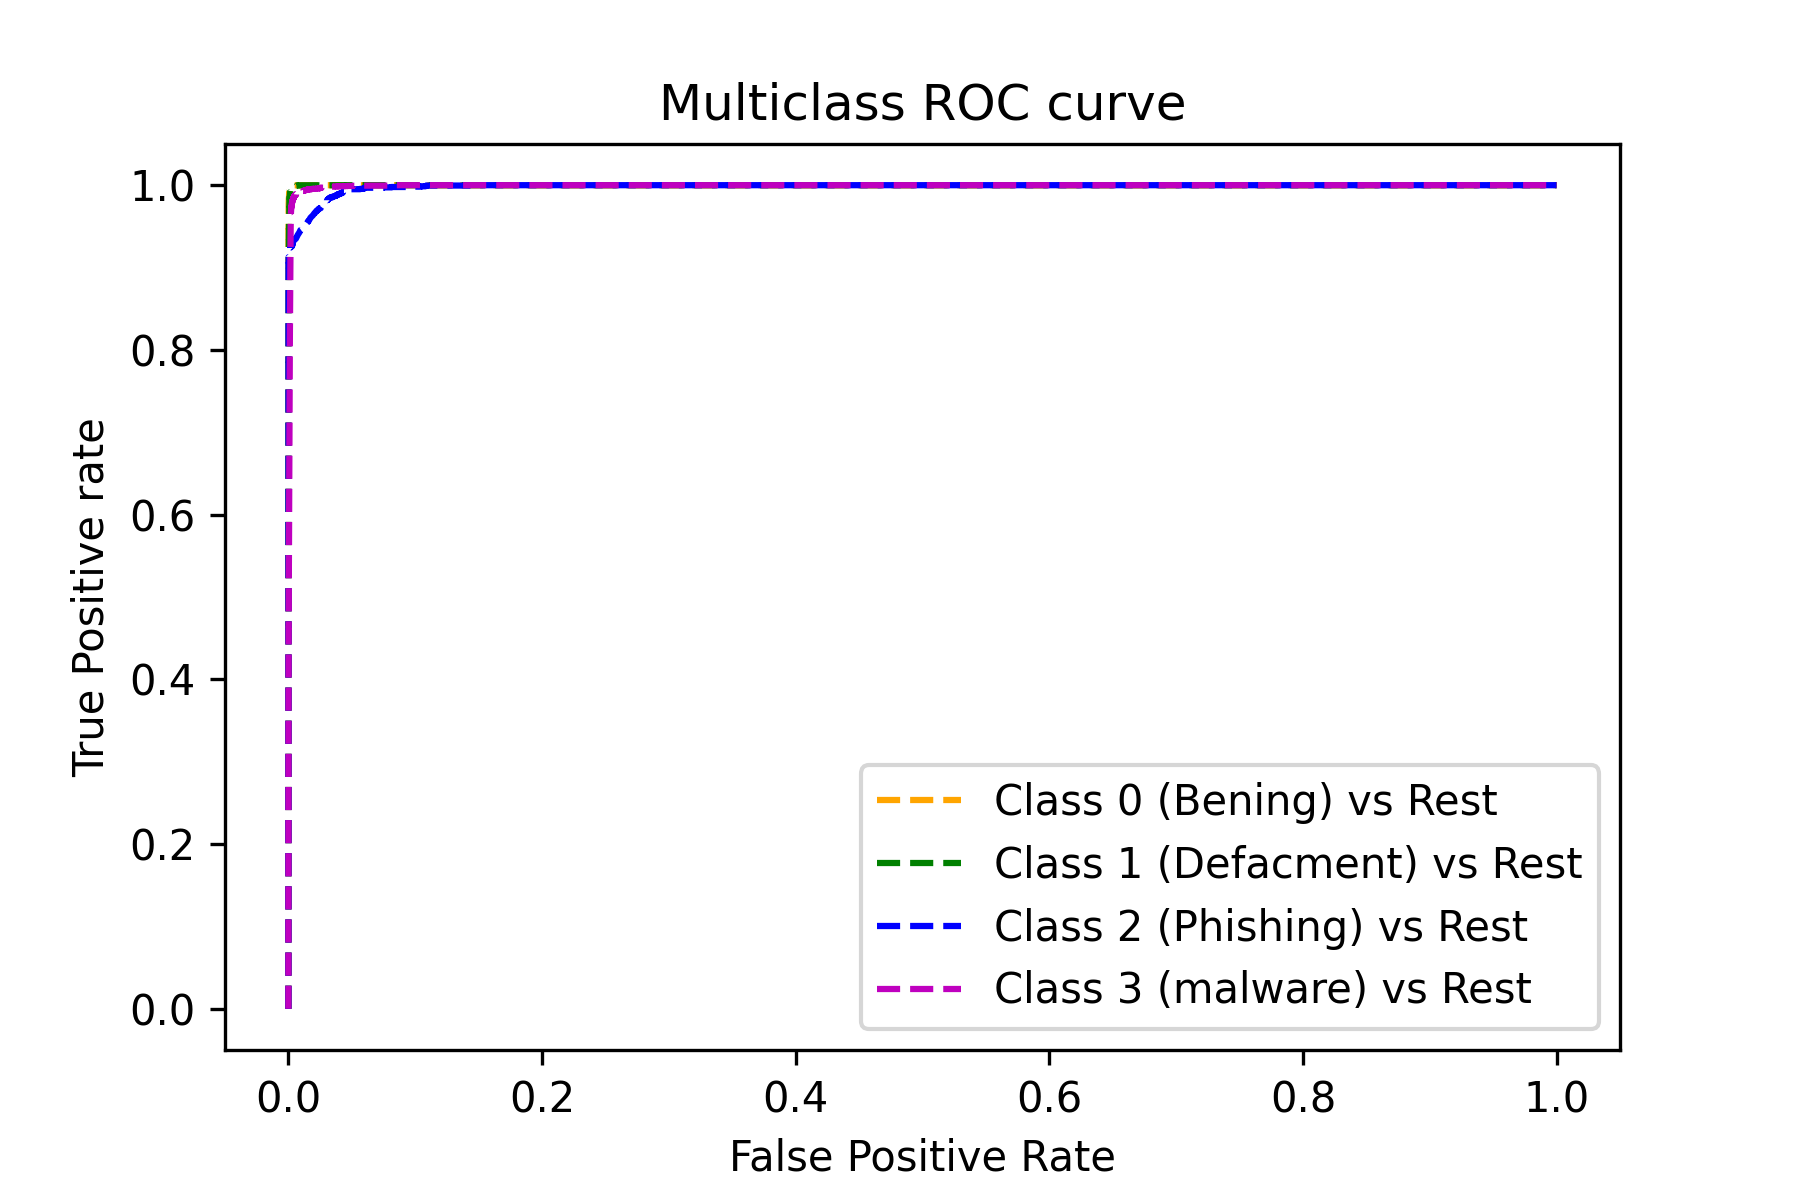 Multiclass ROC curve
1.0
0.8
0.6
0.4
0.2
0.0
True Positive rate
Class 0 (Bening) vs Rest
Class 1 (Defacment) vs Rest
Class 2 (Phishing) vs Rest
Class 3 (malware) vs Rest
0.0 0.2 0.4 0.6 0.8 1.0
False Positive Rate